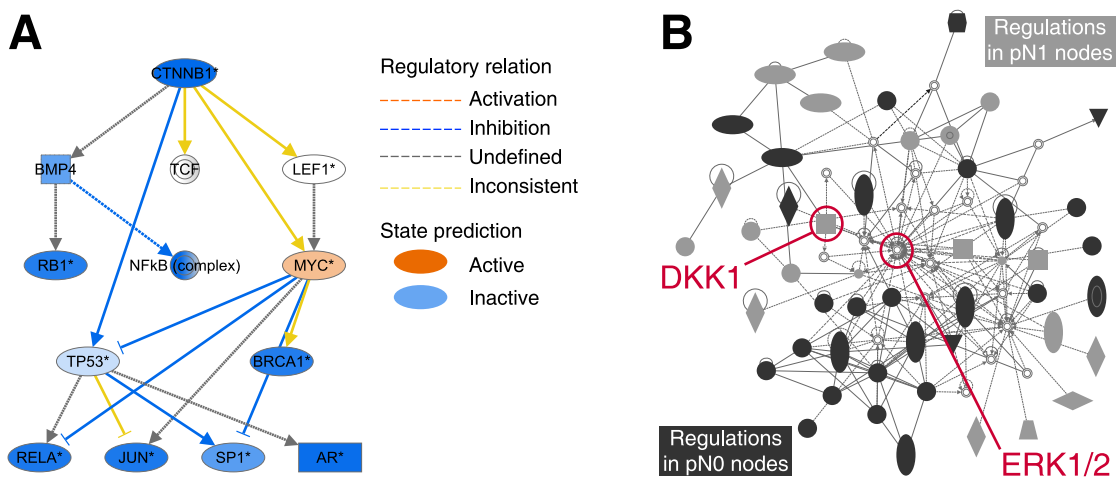 A
CTNNB1*
BMP4
TCF
LEF1*
RB1*
NFkB (complex)
MYC*
TP53*
BRCA1*
RELA*
JUN*
SP1*
AR*
Regulatory relation
Activation
Inhibition
Undefined
Inconsistent
State prediction
Active
Inactive
B
Regulations
in pN1 nodes
DKK1
Regulations
in pN0 nodes
ERK1/2